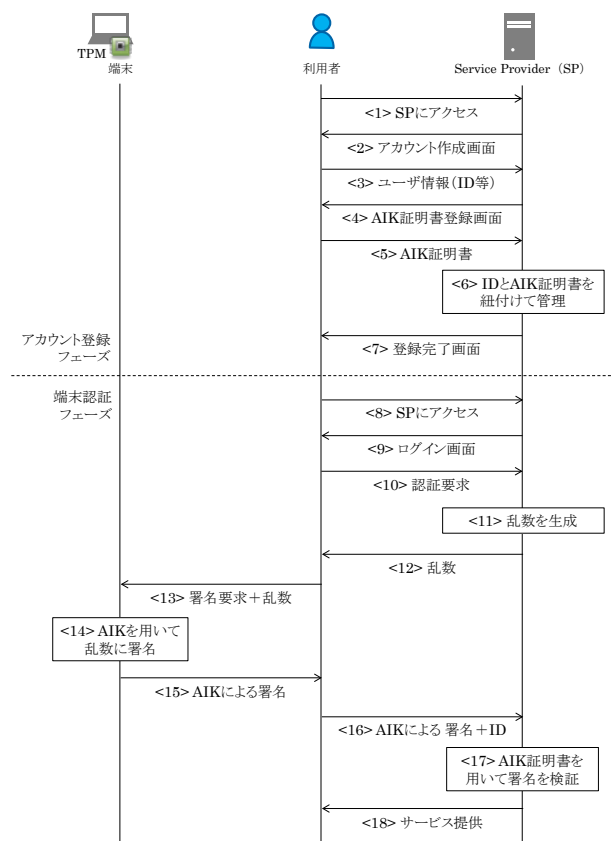 TPM
端末
利用者
Service Provider（SP）
<1> SPにアクセス
<2> アカウント作成画面
<3> ユーザ情報（ID等）
<4> AIK証明書登録画面
<5> AIK証明書
<6> IDとAIK証明書を
紐付けて管理
アカウント登録
フェーズ
<7> 登録完了画面
端末認証
フェーズ
<8> SPにアクセス
<9> ログイン画面
<10> 認証要求
<11> 乱数を生成
<12> 乱数
<13> 署名要求＋乱数
<14> AIKを用いて
乱数に署名
<15> AIKによる署名
<16> AIKによる 署名＋ID
<17> AIK証明書を
用いて署名を検証
<18> サービス提供